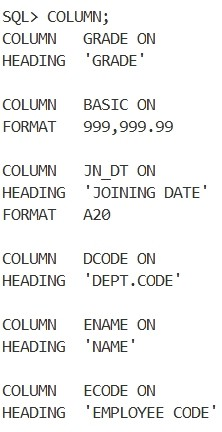 SQL> COLUMN;
COLUMN   GRADE ON
HEADING  'GRADE'

COLUMN   BASIC ON
FORMAT   999,999.99

COLUMN   JN_DT ON
HEADING  'JOINING DATE'
FORMAT   A20

COLUMN   DCODE ON
HEADING  'DEPT.CODE'

COLUMN   ENAME ON
HEADING  'NAME'

COLUMN   ECODE ON
HEADING  'EMPLOYEE CODE'